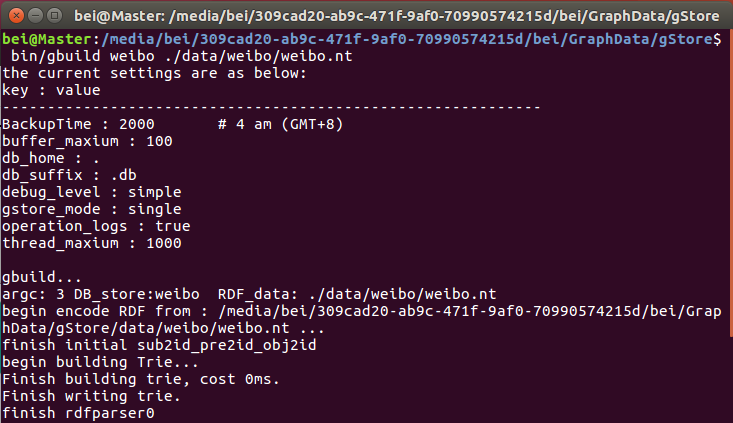 bei@Master: /media/bei/309cad20-ab9c-471f-9af0-70990574215d/bei/GraphData/gStore
bei@Master:/media/bei/309cad20-ab9c-471f-9af0-70990574215d/bei/GraphData/gStore$
 bin/gbuild weibo ./data/weibo/weibo.nt
the current settings are as below:
key : value
------------------------------------------------------------
BackupTime : 2000       # 4 am (GMT+8)
buffer_maxium : 100
db_home : .
db_suffix : .db
debug_level : simple
gstore_mode : single
operation_logs : true
thread_maxium : 1000

gbuild...
argc: 3 DB_store:weibo  RDF_data: ./data/weibo/weibo.nt
begin encode RDF from : /media/bei/309cad20-ab9c-471f-9af0-70990574215d/bei/Grap
hData/gStore/data/weibo/weibo.nt ...
finish initial sub2id_pre2id_obj2id
begin building Trie...
Finish building trie, cost 0ms.
Finish writing trie.
finish rdfparser0